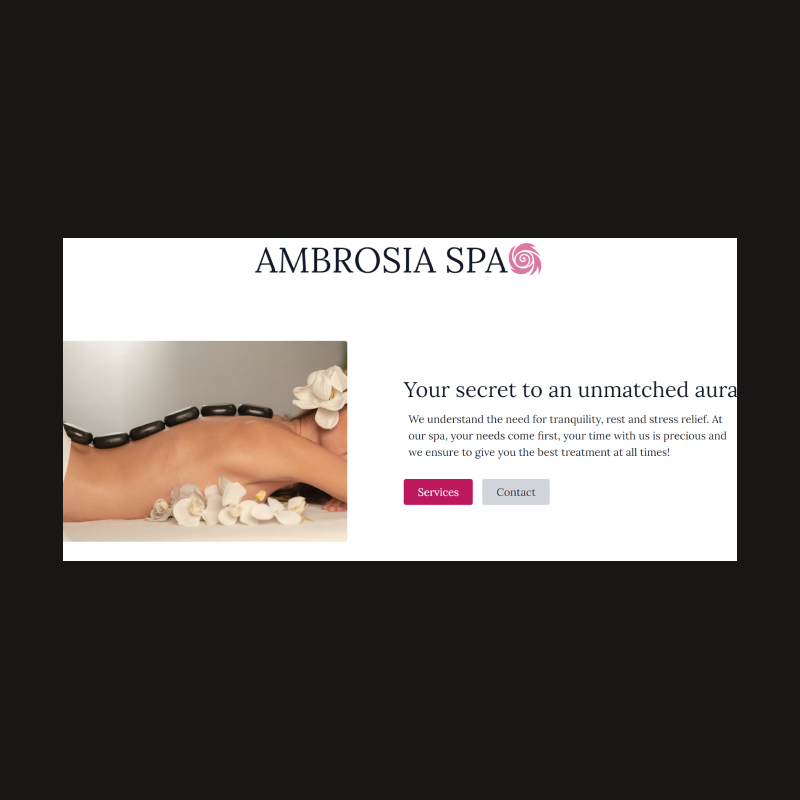 AMBROSIA SPA
Your secret to an unmatched aura
We understand the need for tranquility, rest and stress relief. At
our spa, your needs come first, your time with us is precious and
we ensure to give you the best treatment at all times!
Services Contact